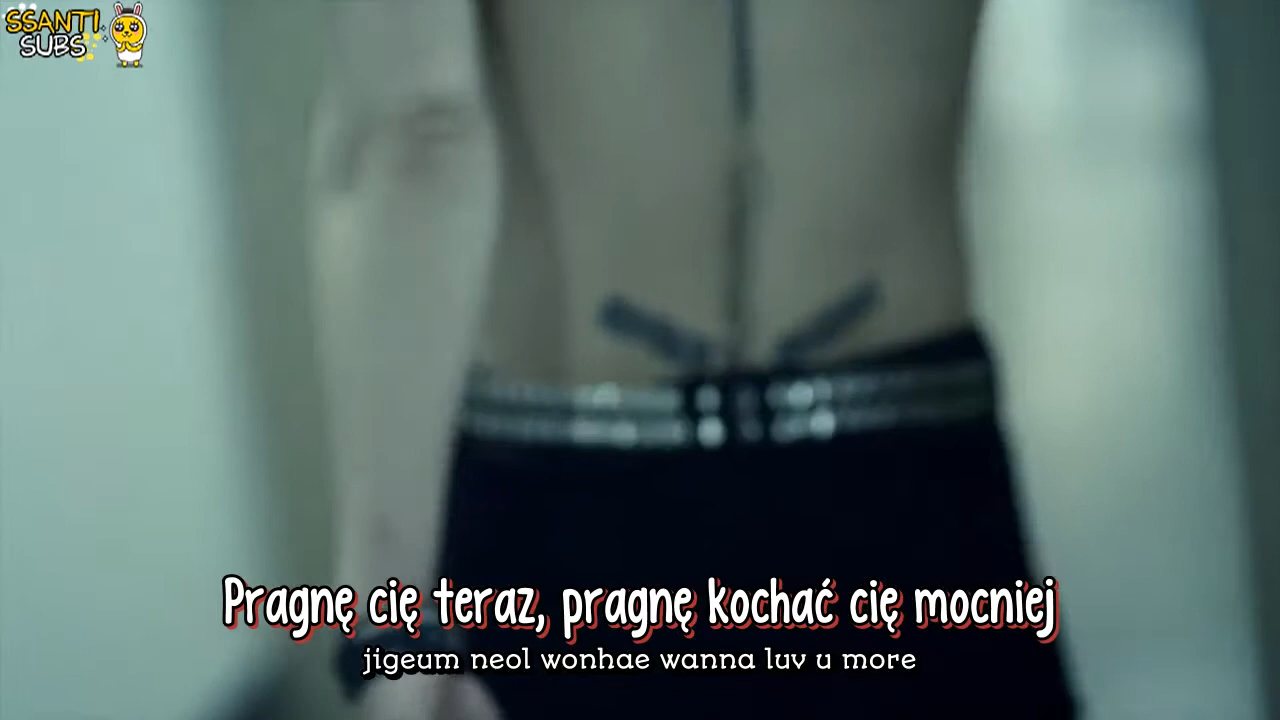 SSANTI
SUBS
Pragnę cię teraz, pragnę kochać cię mocniej
jigeum neol wonhae wanna luv u more